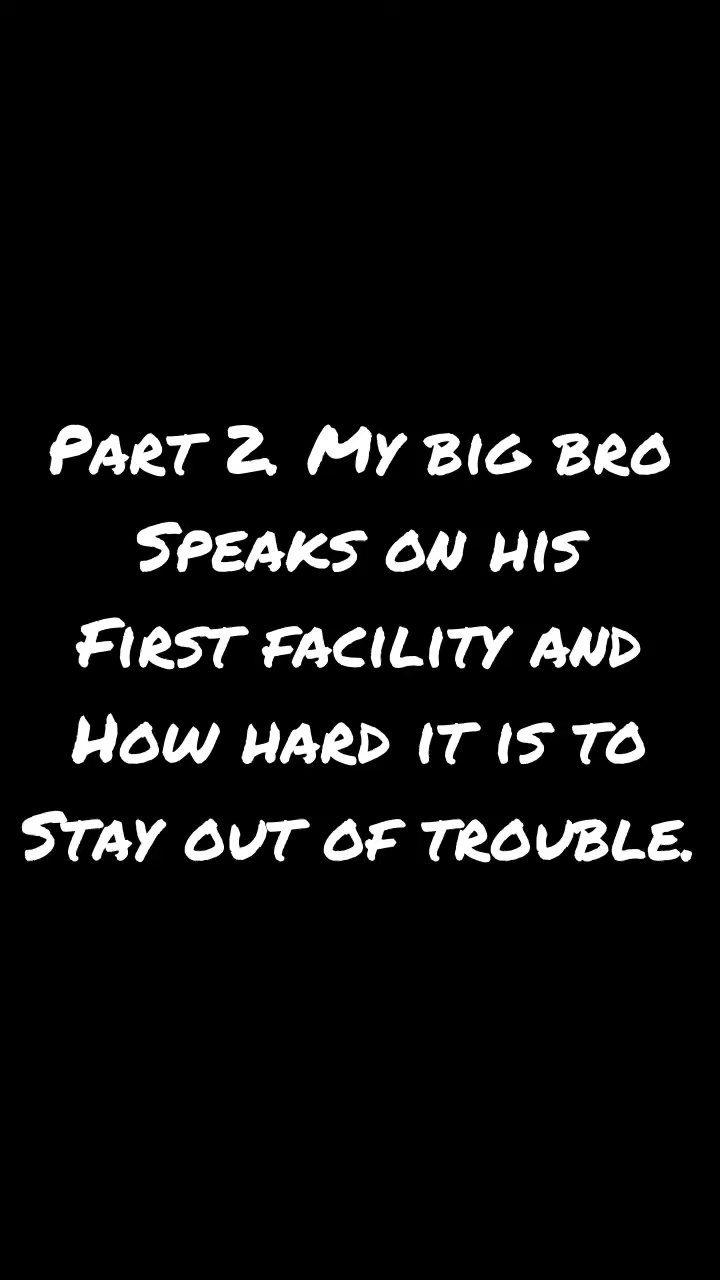 Part 2. My big bro
Speaks on his
First facility and
How hard it is to
Stay out of trouble.